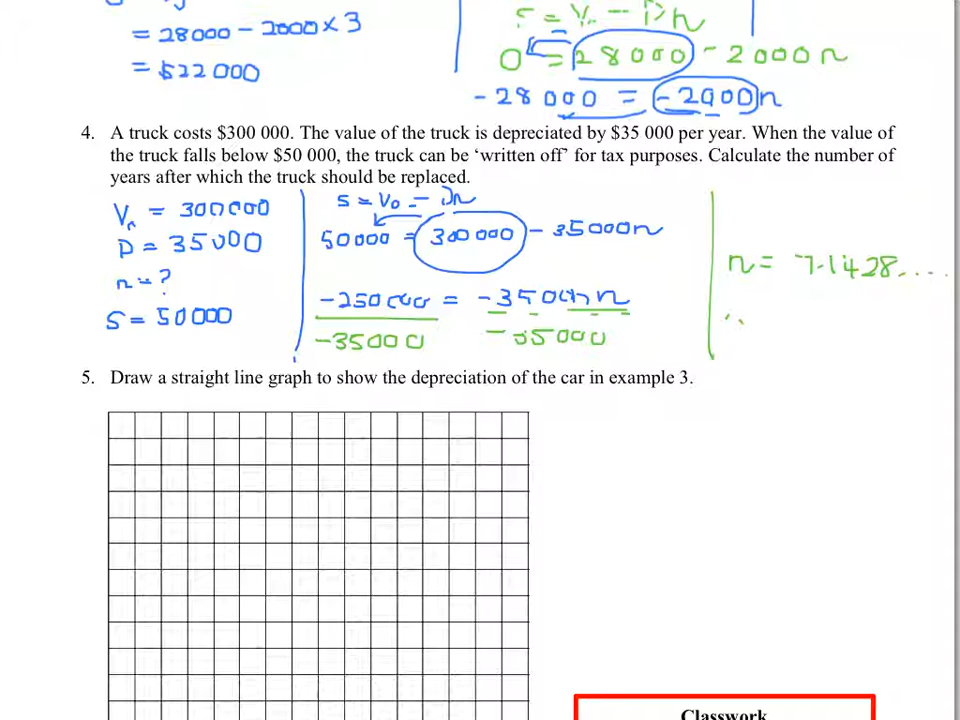 = 28000 - 2000 × 3
= $22 000
S = V₀ - Dn
0 = 28000 - 2000n
-28 000 = -2000n
4. A truck costs $300 000. The value of the truck is depreciated by $35 000 per year. When the value of
the truck falls below $50 000, the truck can be ‘written off’ for tax purposes. Calculate the number of
years after which the truck should be replaced.
V₀ = 300000
D = 35000
n = ?
S = 50000
S = V₀ - Dn
50000 = 300000 - 35000n
-250000 = -35000n
-35000 -35000
n = 7.1428....
∴
5. Draw a straight line graph to show the depreciation of the car in example 3.
Classwork